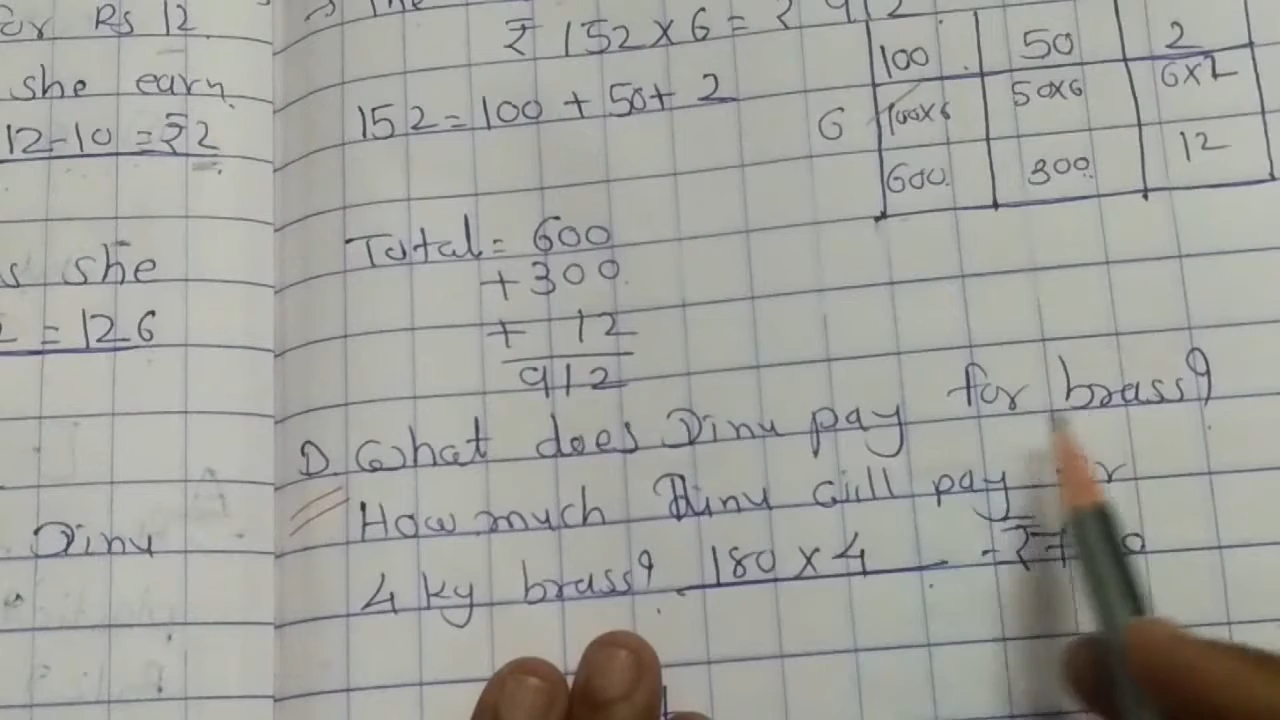 for Rs 12
she earn
12-10 = ₹2
she
= 126
Dinu
₹ 152 x 6 = ₹ 912
152 = 100 + 50 + 2
100 50 2
6 100x6 50x6 6x2
600 300 12
Total = 600
+ 300
+ 12
912
D What does Dinu pay for brass?
How much Dinu will pay
4 kg brass? 180 x 4